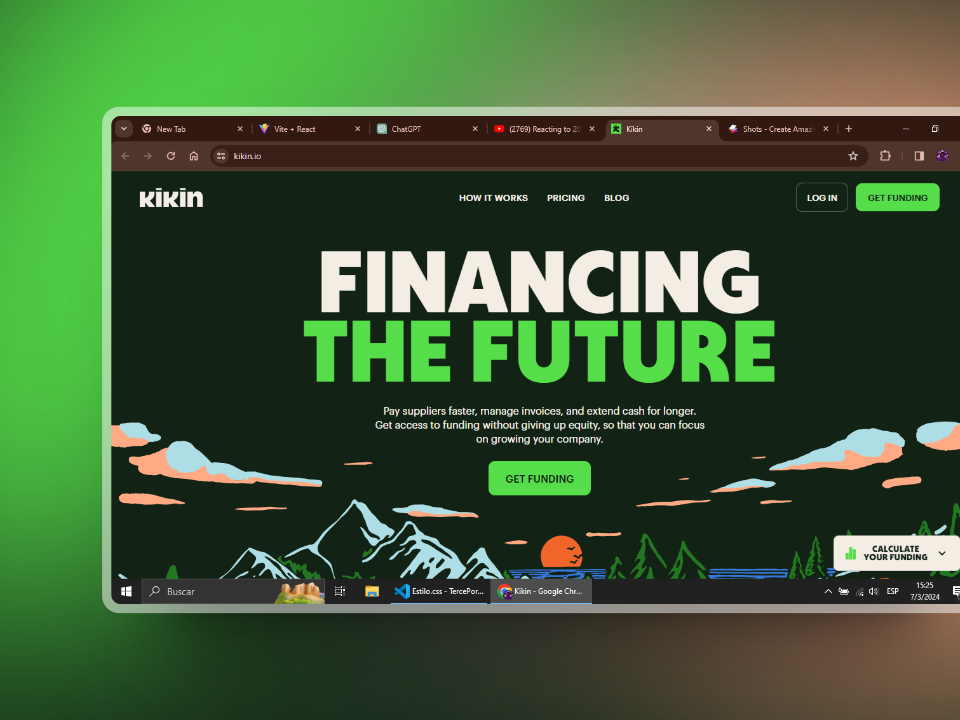 New Tab
Vite + React
ChatGPT
(2769) Reacting to 20
Kikin
Shots - Create Amaz
kikin.io
kikin
HOW IT WORKS
PRICING
BLOG
LOG IN
GET FUNDING
FINANCING
THE FUTURE
Pay suppliers faster, manage invoices, and extend cash for longer.
Get access to funding without giving up equity, so that you can focus
on growing your company.
GET FUNDING
CALCULATE
YOUR FUNDING
Buscar
Estilo.css - TercePor...
Kikin - Google Chr...
ESP
15:25
7/3/2024